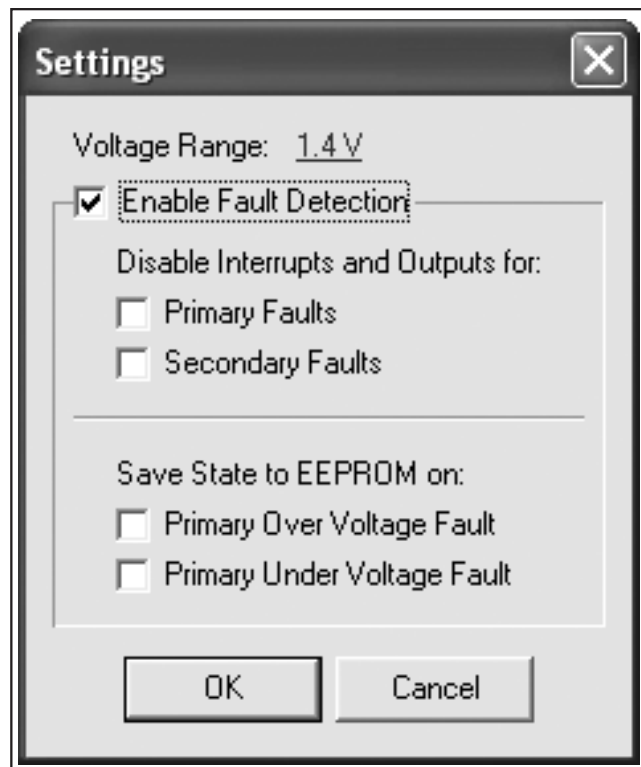 Settings
Voltage Range: 1.4 V
Enable Fault Detection
Disable Interrupts and Outputs for:
Primary Faults
Secondary Faults
Save State to EEPROM on:
Primary Over Voltage Fault
Primary Under Voltage Fault
OK Cancel